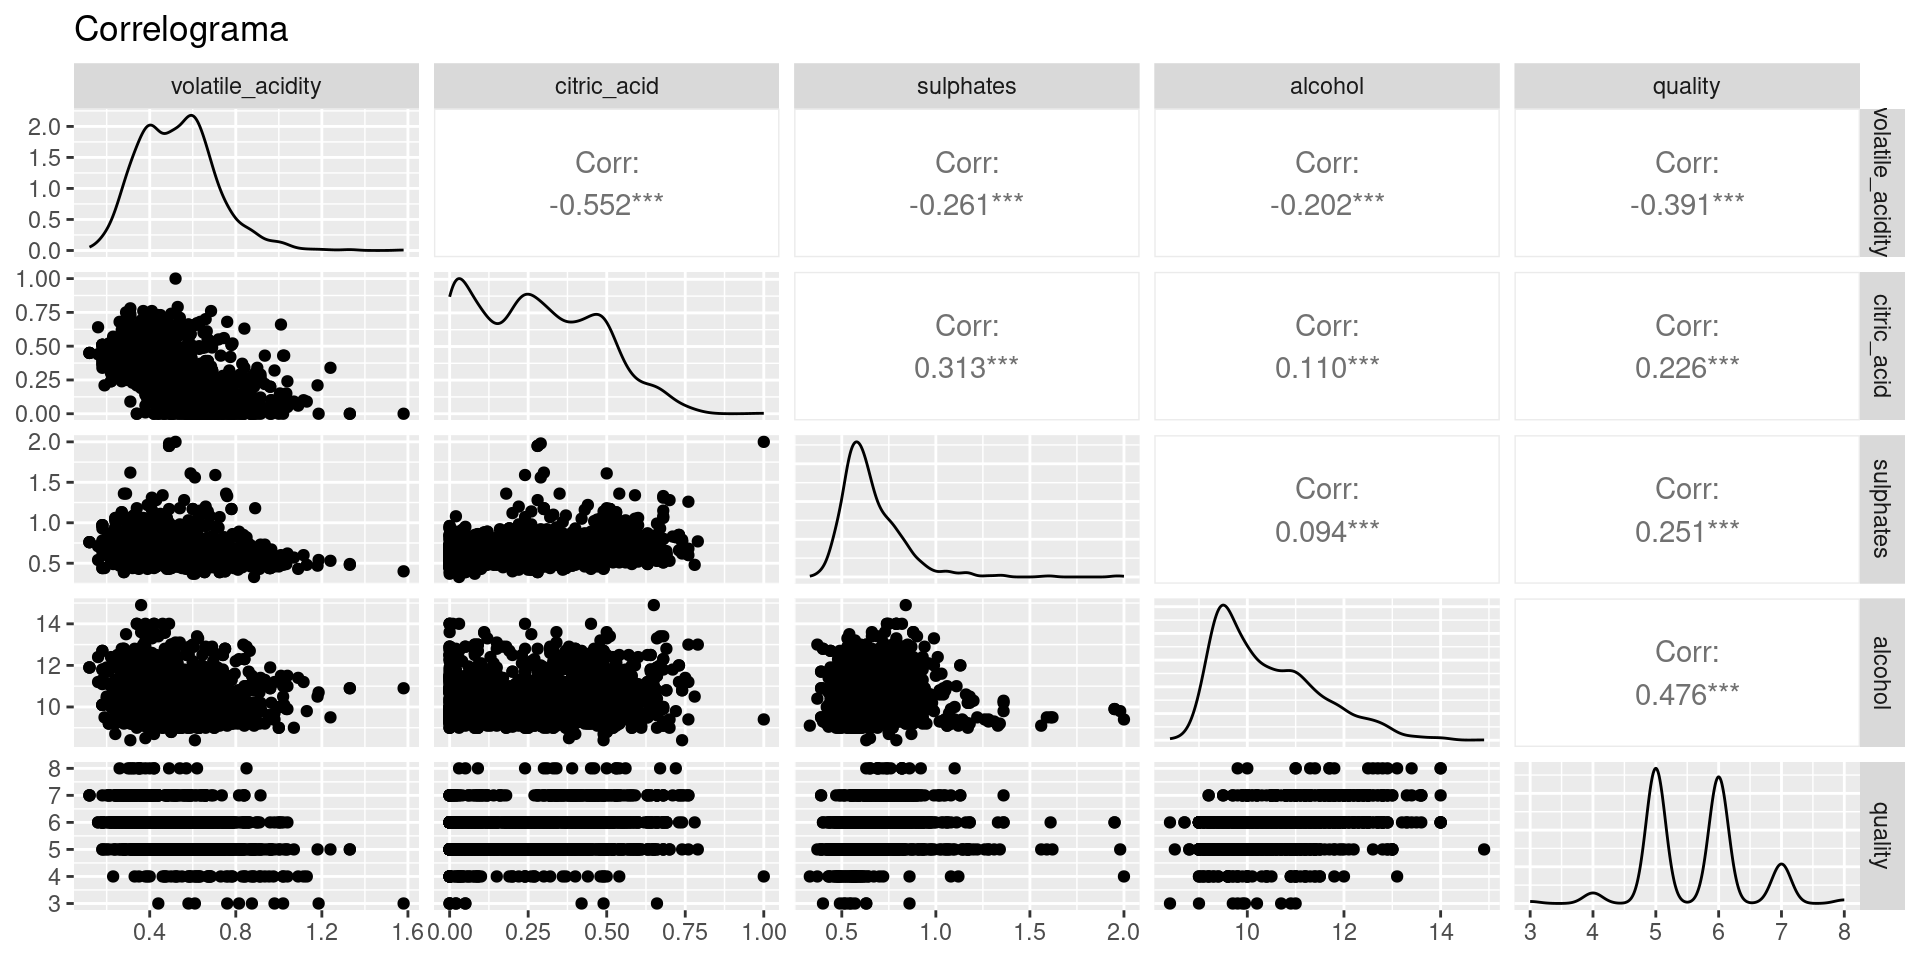 Correlograma
volatile_acidity citric_acid sulphates alcohol quality
2.0
1.5
1.0
0.5
0.0
Corr:
-0.552***
Corr:
-0.261***
Corr:
-0.202***
Corr:
-0.391***
volatile_acidity
1.00
0.75
0.50
0.25
0.00
Corr:
0.313***
Corr:
0.110***
Corr:
0.226***
citric_acid
2.0
1.5
1.0
0.5
Corr:
0.094***
Corr:
0.251***
sulphates
14
12
10
Corr:
0.476***
alcohol
8
7
6
5
4
3
quality
0.4 0.8 1.2 1.6 0.00 0.25 0.50 0.75 1.00 0.5 1.0 1.5 2.0 10 12 14 3 4 5 6 7 8